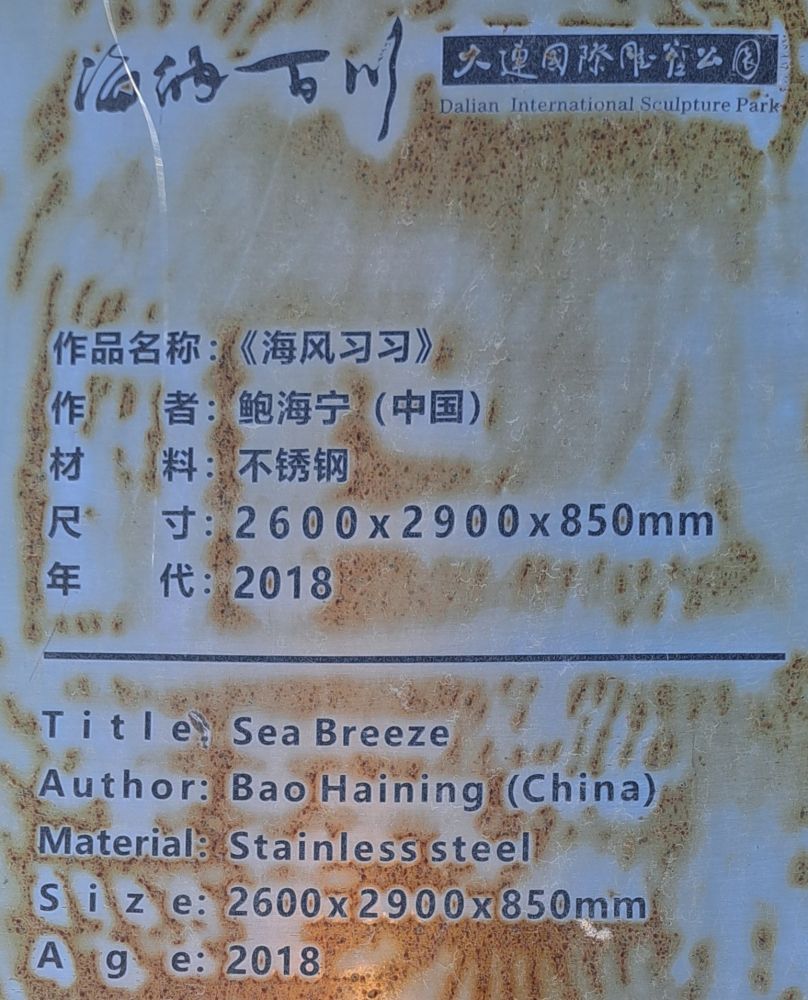 海纳百川
大连國際雕塑公園
Dalian International Sculpture Park
作品名称:《海风习习》
作者:鲍海宁(中国)
材料:不锈钢
尺寸:2600x2900x850mm
年代:2018
Title: Sea Breeze
Author: Bao Haining (China)
Material: Stainless steel
Size: 2600x2900x850mm
Age: 2018